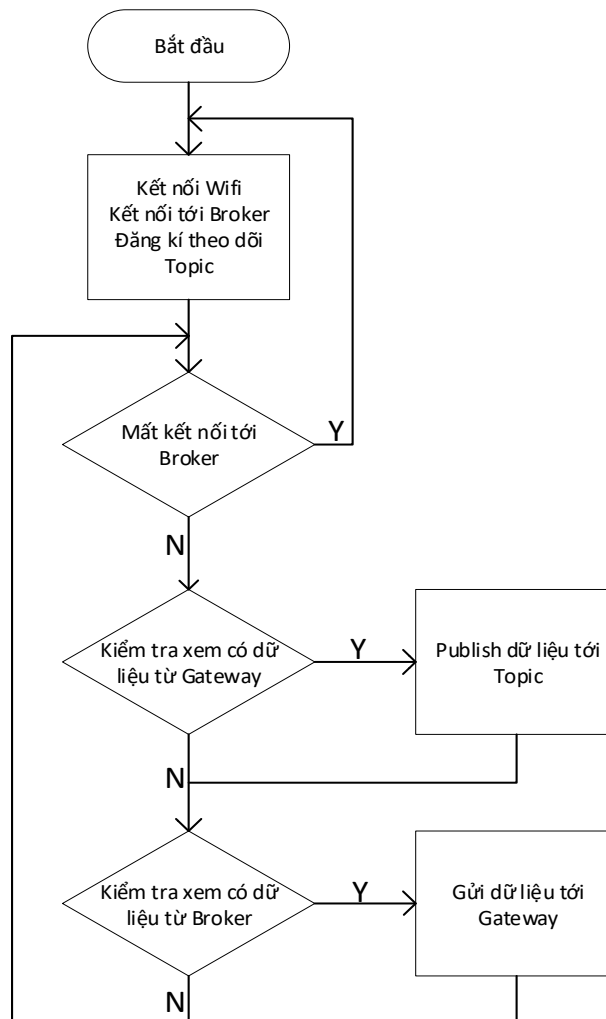 Bắt đầu
Kết nối Wifi
Kết nối tới Broker
Đăng kí theo dõi
Topic
Mất kết nối tới
Broker
Y
N
Kiểm tra xem có dữ
liệu từ Gateway
Y
Publish dữ liệu tới
Topic
N
Kiểm tra xem có dữ
liệu từ Broker
Y
Gửi dữ liệu tới
Gateway
N